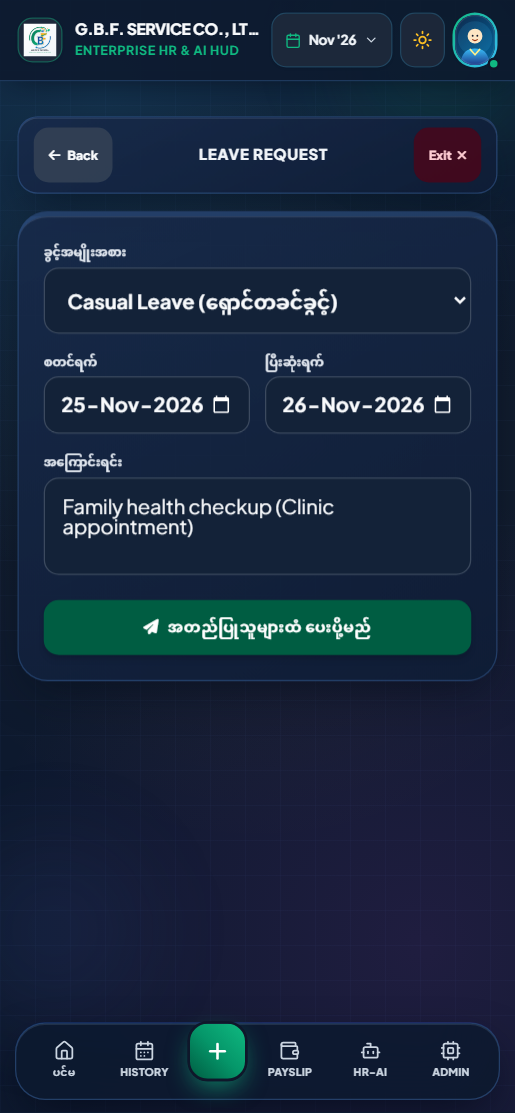 G.B.F. SERVICE CO., LT...
ENTERPRISE HR & AI HUD
Nov '26
Back
LEAVE REQUEST
Exit ✕
ခွင့်အမျိုးအစား
Casual Leave (ရှောင်တခင်ခွင့်)
စတင်ရက်
ပြီးဆုံးရက်
25-Nov-2026
26-Nov-2026
အကြောင်းရင်း
Family health checkup (Clinic
appointment)
အတည်ပြုသူများထံ ပေးပို့မည်
ပင်မ
HISTORY
PAYSLIP
HR-AI
ADMIN